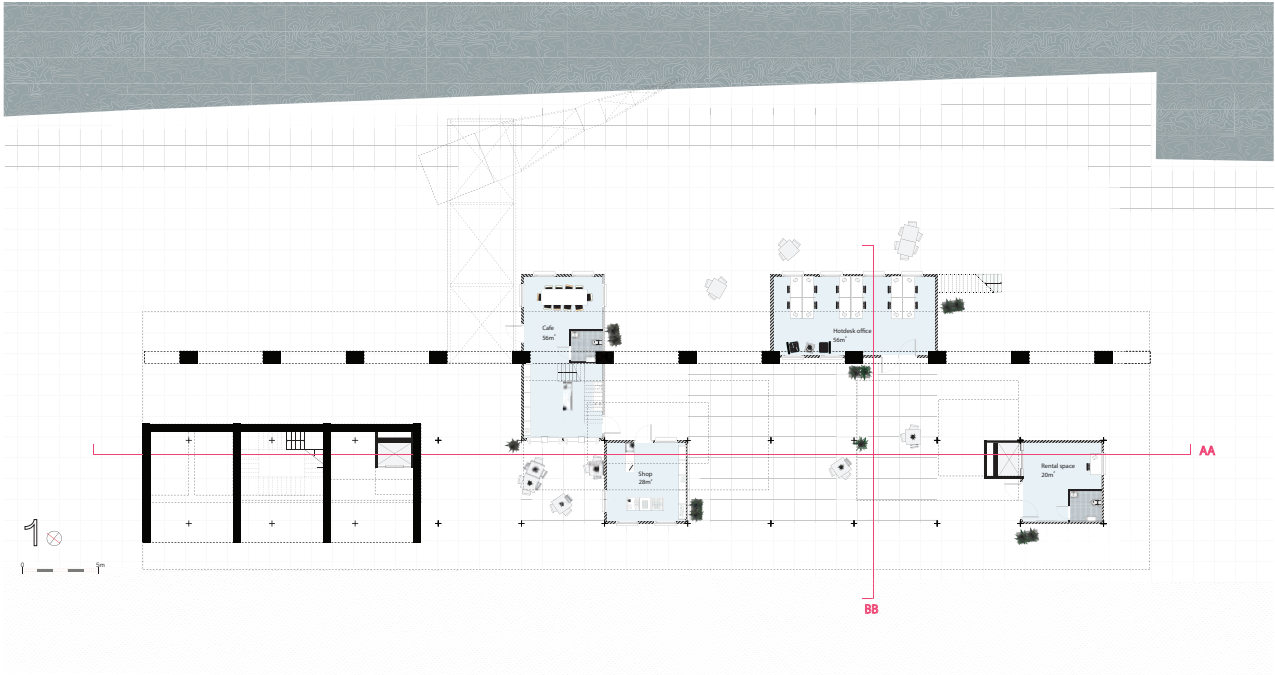 Cafe
56m²
Hotdesk office
56m²
AA
Shop
28m²
Rental space
20m²
1
0 5m
BB